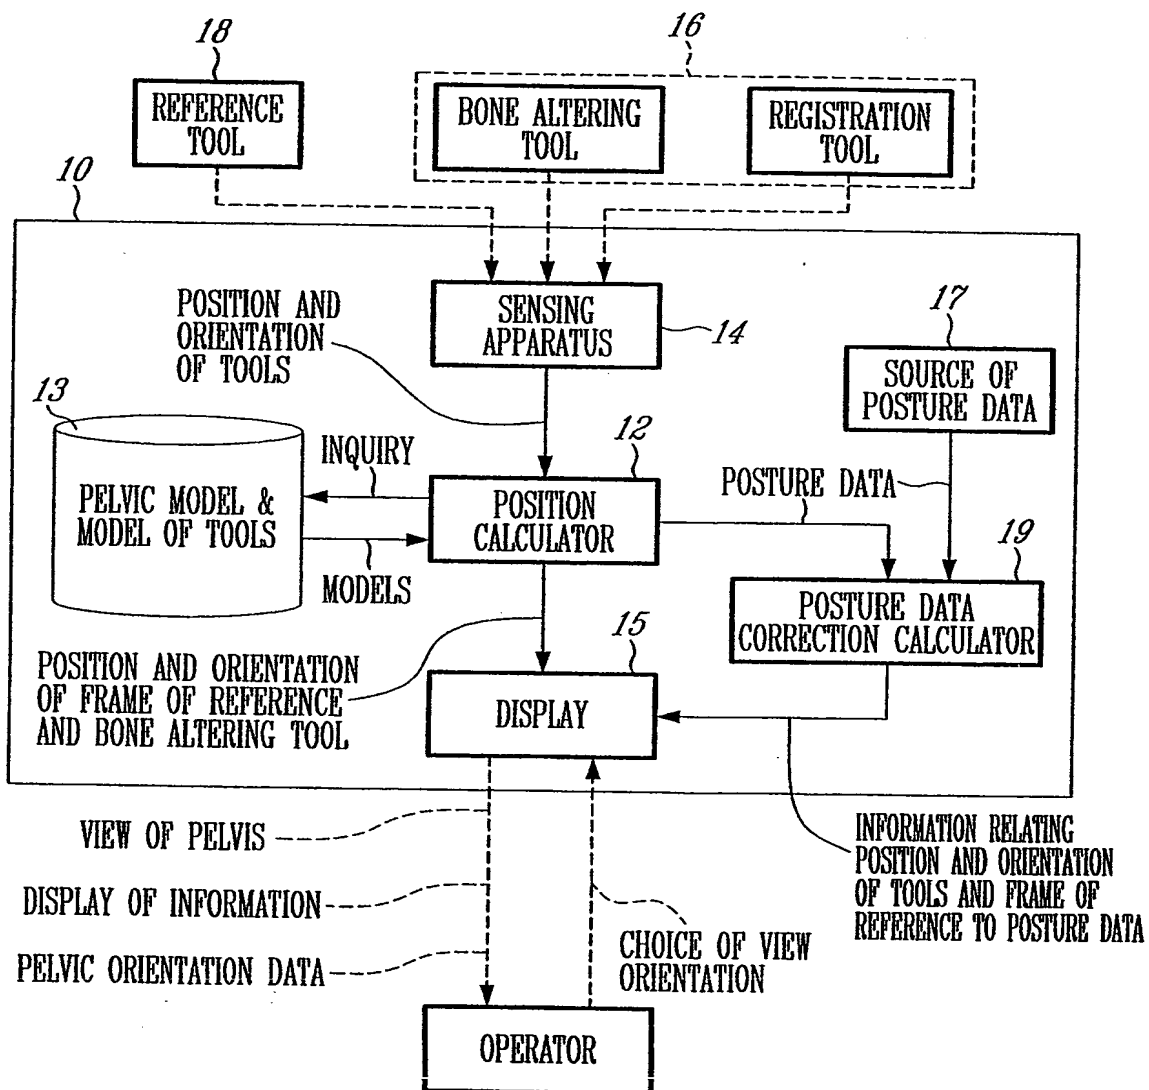 18
16
REFERENCE
TOOL
BONE ALTERING
TOOL
REGISTRATION
TOOL
10
POSITION AND
ORIENTATION
OF TOOLS
SENSING
APPARATUS
14
17
SOURCE OF
POSTURE DATA
13
PELVIC MODEL &
MODEL OF TOOLS
INQUIRY
MODELS
12
POSITION
CALCULATOR
POSTURE DATA
19
POSTURE DATA
CORRECTION CALCULATOR
POSITION AND ORIENTATION
OF FRAME OF REFERENCE
AND BONE ALTERING TOOL
15
DISPLAY
VIEW OF PELVIS
DISPLAY OF INFORMATION
PELVIC ORIENTATION DATA
CHOICE OF VIEW
ORIENTATION
INFORMATION RELATING
POSITION AND ORIENTATION
OF TOOLS AND FRAME OF
REFERENCE TO POSTURE DATA
OPERATOR